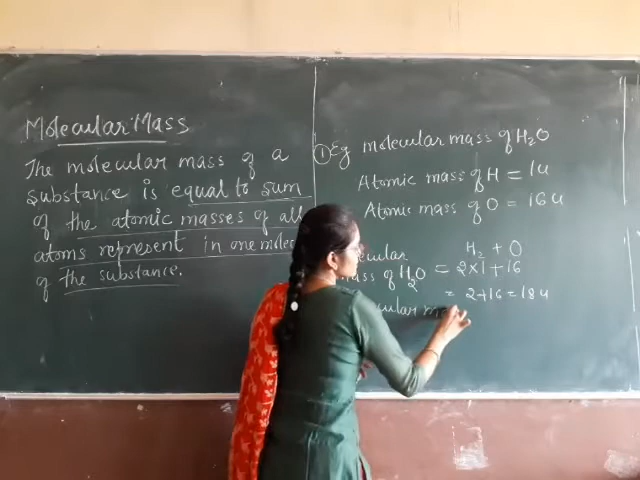 Molecular Mass
The molecular mass of a
substance is equal to sum
of the atomic masses of all
atoms represent in one molec
of the substance.
① Eg molecular mass of H₂O
Atomic mass of H = 1u
Atomic mass of O = 16u
H₂ + O
of H₂O = 2×1+16
= 2+16 = 18u